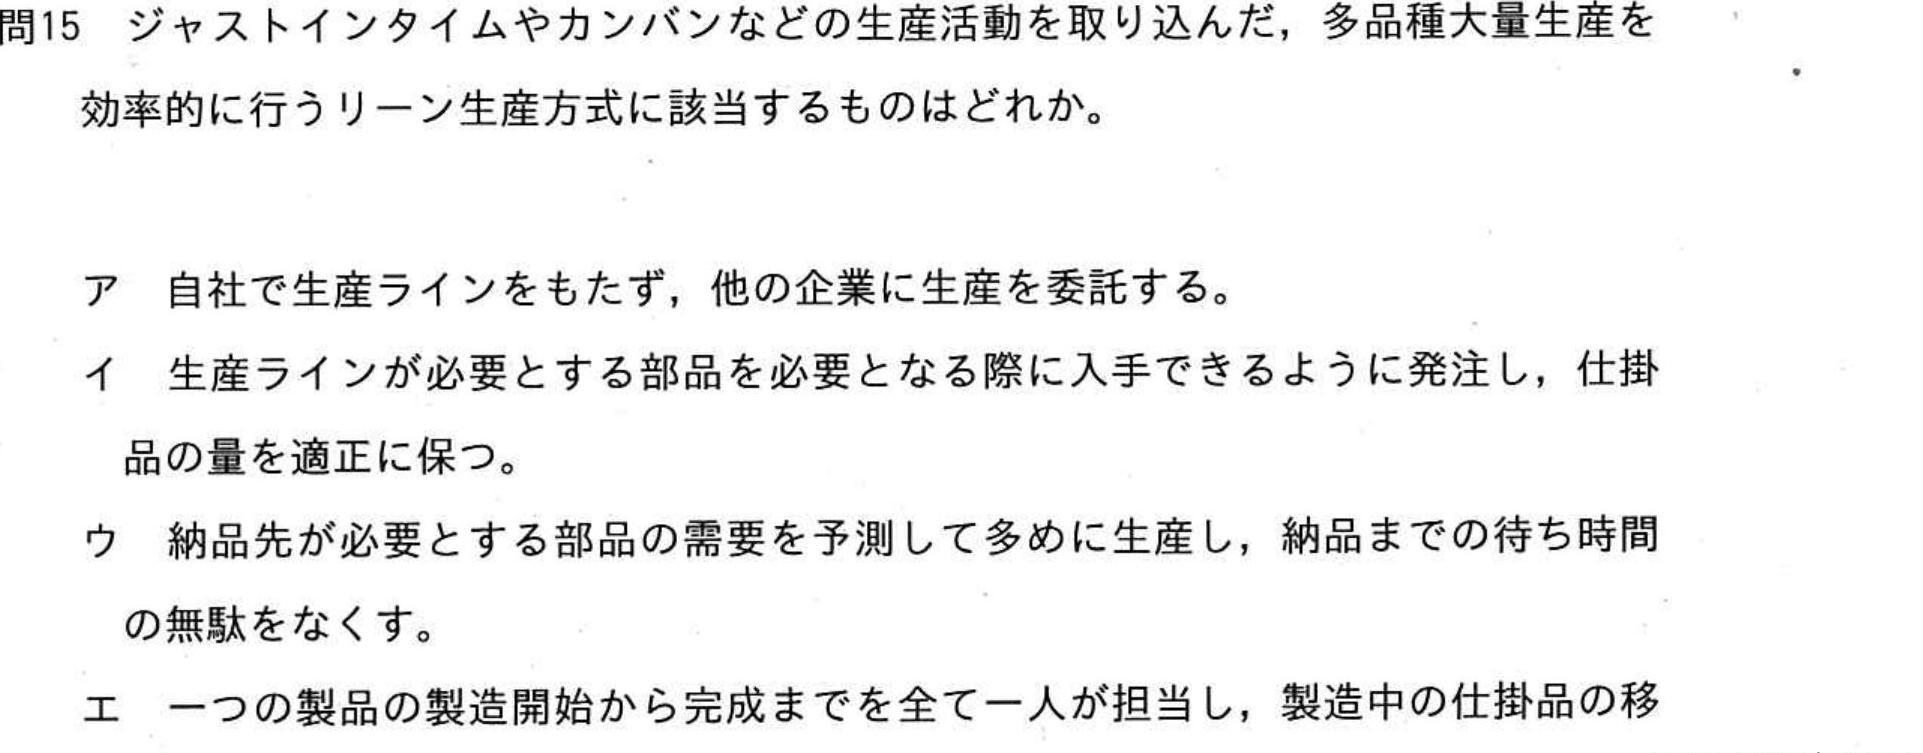 問15　ジャストインタイムやカンバンなどの生産活動を取り込んだ，多品種大量生産を
効率的に行うリーン生産方式に該当するものはどれか。
ア　自社で生産ラインをもたず，他の企業に生産を委託する。
イ　生産ラインが必要とする部品を必要となる際に入手できるように発注し，仕掛
品の量を適正に保つ。
ウ　納品先が必要とする部品の需要を予測して多めに生産し，納品までの待ち時間
の無駄をなくす。
エ　一つの製品の製造開始から完成までを全て一人が担当し，製造中の仕掛品の移